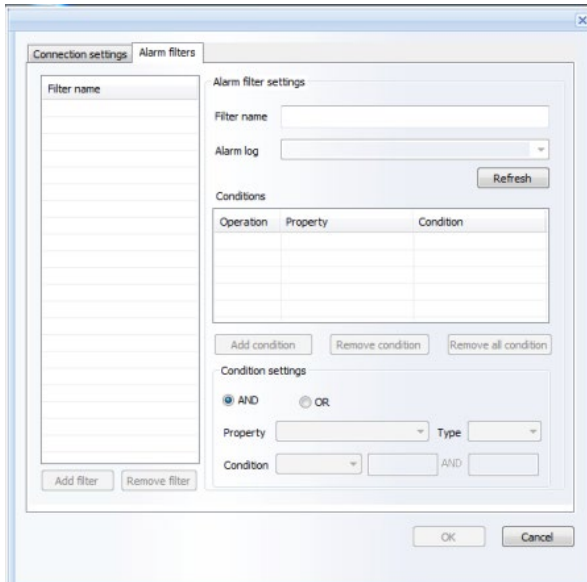 Connection settings Alarm filters
Filter name
Alarm filter settings
Filter name
Alarm log
Refresh
Conditions
Operation Property Condition
Add condition Remove condition Remove all condition
Condition settings
AND OR
Property Type
Condition AND
Add filter Remove filter
OK Cancel